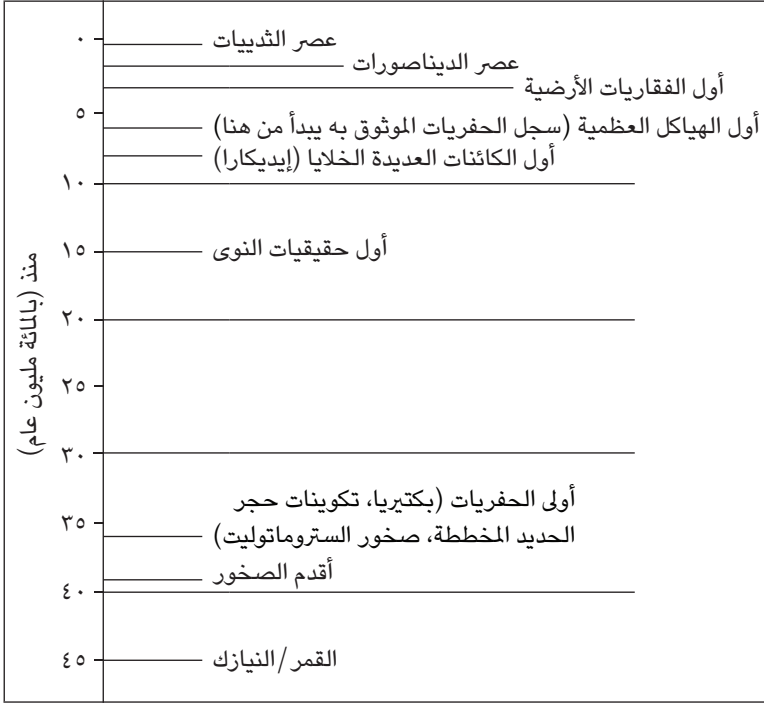 ٠
عصر الثدييات
عصر الديناصورات
أول الفقاريات الأرضية
٥
أول الهياكل العظمية (سجل الحفريات الموثوق به يبدأ من هنا)
أول الكائنات العديدة الخلايا (إيديكارا)
١٠
١٥
أول حقيقيات النوى
منذ (بالمائة مليون عام)
٢٠
٢٥
٣٠
أولى الحفريات (بكتيريا، تكوينات حجر
٣٥
الحديد المخططة، صخور الستروماتوليت)
أقدم الصخور
٤٠
٤٥
القمر/النيازك